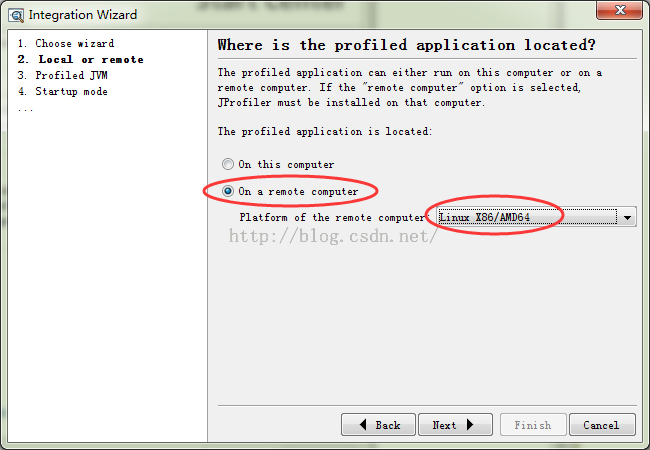 Integration Wizard
1. Choose wizard
2. Local or remote
3. Profiled JVM
4. Startup mode
...
Where is the profiled application located?
The profiled application can either run on this computer or on a
remote computer. If the "remote computer" option is selected,
JProfiler must be installed on that computer.
The profiled application is located:
On this computer
On a remote computer
Platform of the remote computer: Linux X86/AMD64
http://blog.csdn.net/
Back Next Finish Cancel